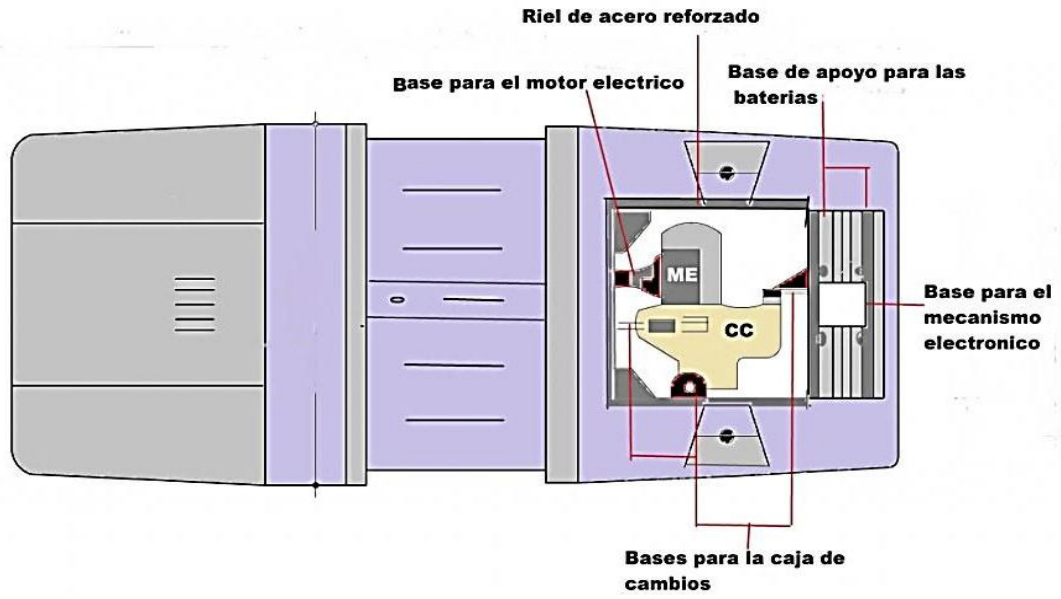 Riel de acero reforzado
Base para el motor electrico
Base de apoyo para las
baterias
ME
CC
Base para el
mecanismo
electronico
Bases para la caja de
cambios